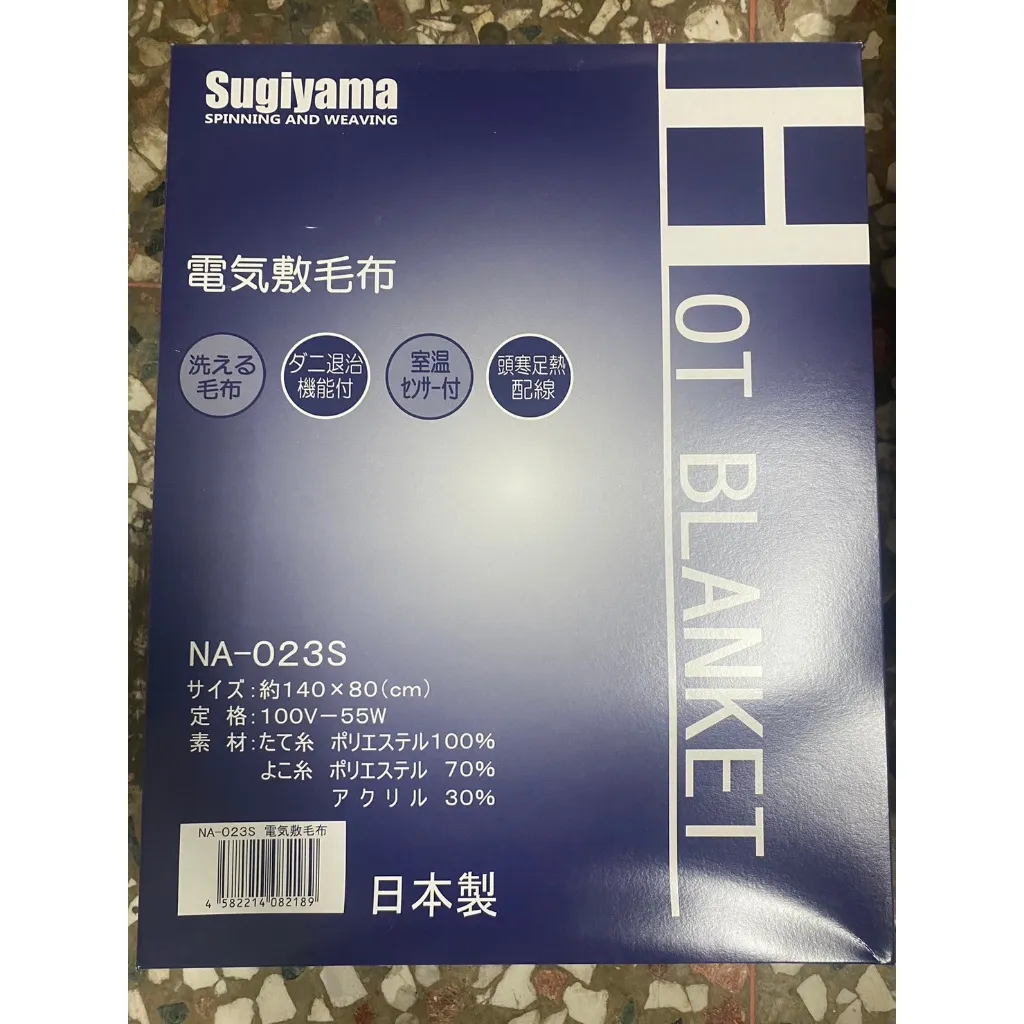 Sugiyama
SPINNING AND WEAVING
HOT BLANKET
電気敷毛布
洗える
毛布
ダニ退治
機能付
室温
センサー付
頭寒足熱
配線
NA-023S
サイズ:約140×80(cm)
定 格:100V-55W
素 材:たて糸 ポリエステル100%
よこ糸 ポリエステル 70%
アクリル 30%
NA-023S 電気敷毛布
4 582214 082189
日本製